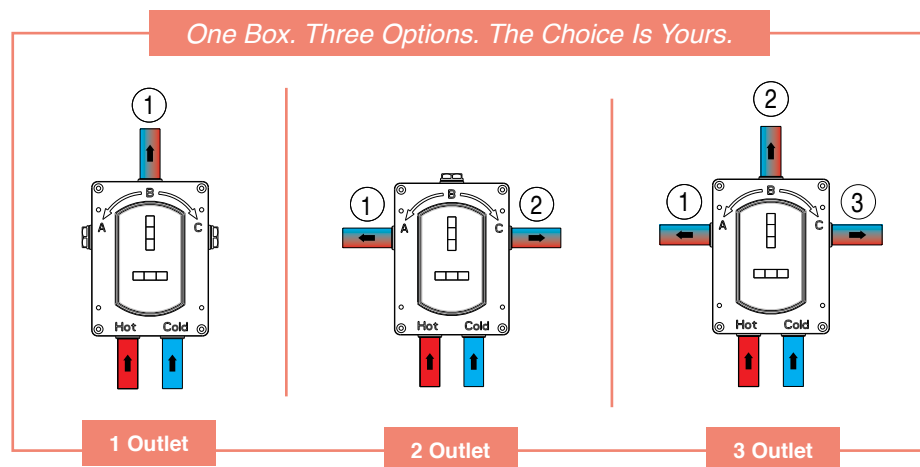 One Box. Three Options. The Choice Is Yours.
1
B
A C
Hot Cold
1 Outlet
B
1 2
A C
Hot Cold
2 Outlet
2
B
1 3
A C
Hot Cold
3 Outlet